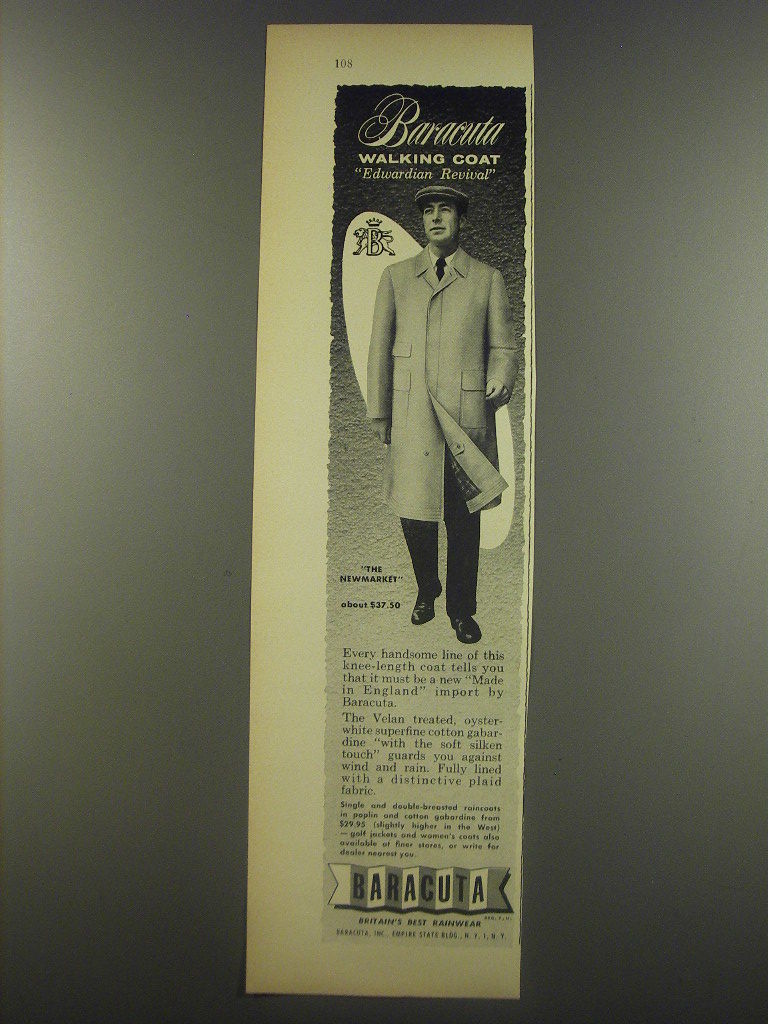 108
Baracuta
WALKING COAT
"Edwardian Revival"
B
"THE
NEWMARKET"
about $37.50
Every handsome line of this
knee-length coat tells you
that it must be a new "Made
in England" import by
Baracuta.
The Velan treated, oyster-
white superfine cotton gabar-
dine "with the soft silken
touch" guards you against
wind and rain. Fully lined
with a distinctive plaid
fabric.
Single and double-breasted raincoats
in poplin and cotton gabardine from
$29.95 (slightly higher in the West)
— golf jackets and women's coats also
available at finer stores, or write for
dealer nearest you.
BARACUTA
REG. T. M.
BRITAIN'S BEST RAINWEAR
BARACUTA, INC., EMPIRE STATE BLDG., N. Y. 1, N. Y.